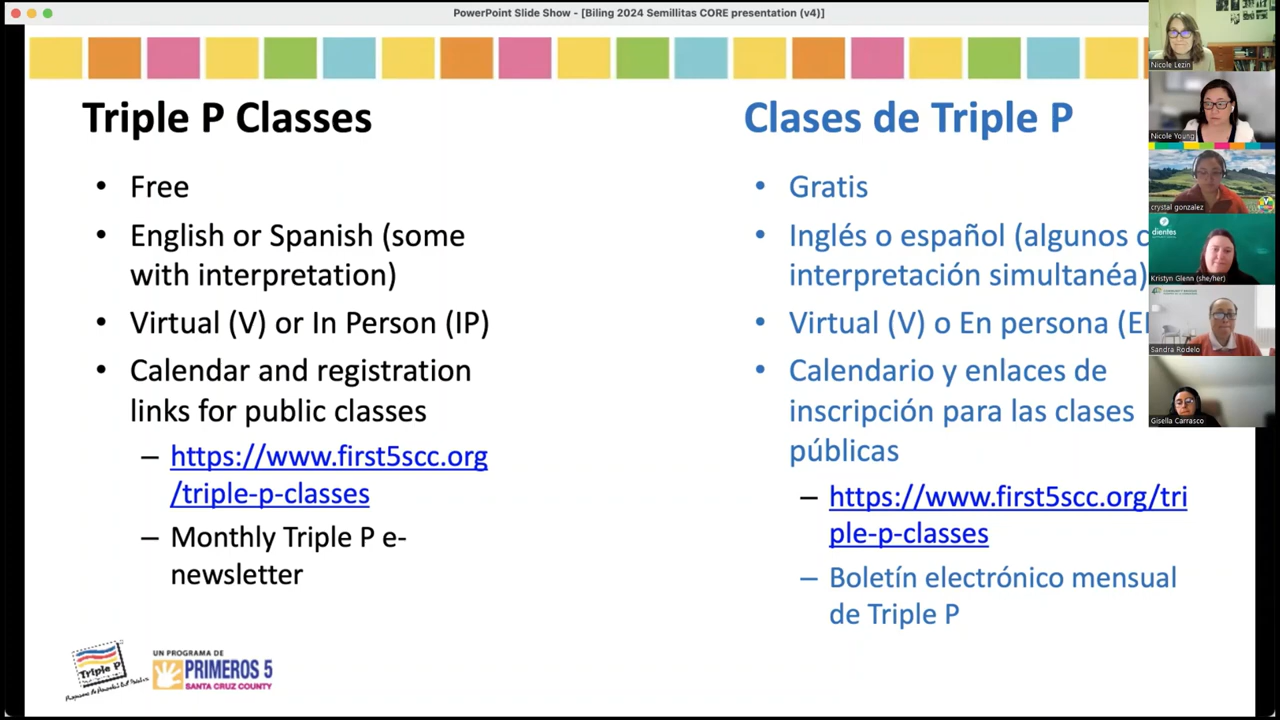 PowerPoint Slide Show - [Biling 2024 Semillitas CORE presentation (v4)]
Triple P Classes
• Free
• English or Spanish (some
with interpretation)
• Virtual (V) or In Person (IP)
• Calendar and registration
links for public classes
– https://www.first5scc.org
/triple-p-classes
– Monthly Triple P e-
newsletter
Clases de Triple P
• Gratis
• Inglés o español (algunos c
interpretación simultanéa)
• Virtual (V) o En persona (E
• Calendario y enlaces de
inscripción para las clases
públicas
– https://www.first5scc.org/tri
ple-p-classes
– Boletín electrónico mensual
de Triple P
Triple P
UN PROGRAMA DE
PRIMEROS 5
SANTA CRUZ COUNTY
Nicole Lezin
Nicole Young
crystal gonzalez
dientes
Kristyn Glenn (she/her)
Sandra Rodelo
Gisella Carrasco